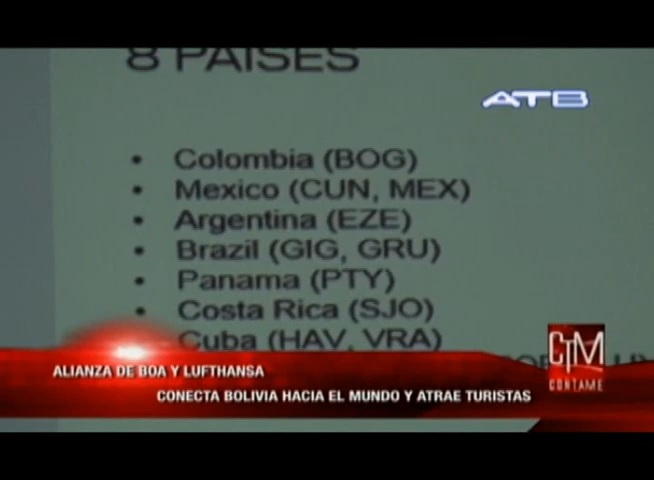 8 PAISES
ATB
• Colombia (BOG)
• Mexico (CUN, MEX)
• Argentina (EZE)
• Brazil (GIG, GRU)
• Panama (PTY)
• Costa Rica (SJO)
Cuba (HAV, VRA)
CTM
CONTAME
ALIANZA DE BOA Y LUFTHANSA
CONECTA BOLIVIA HACIA EL MUNDO Y ATRAE TURISTAS